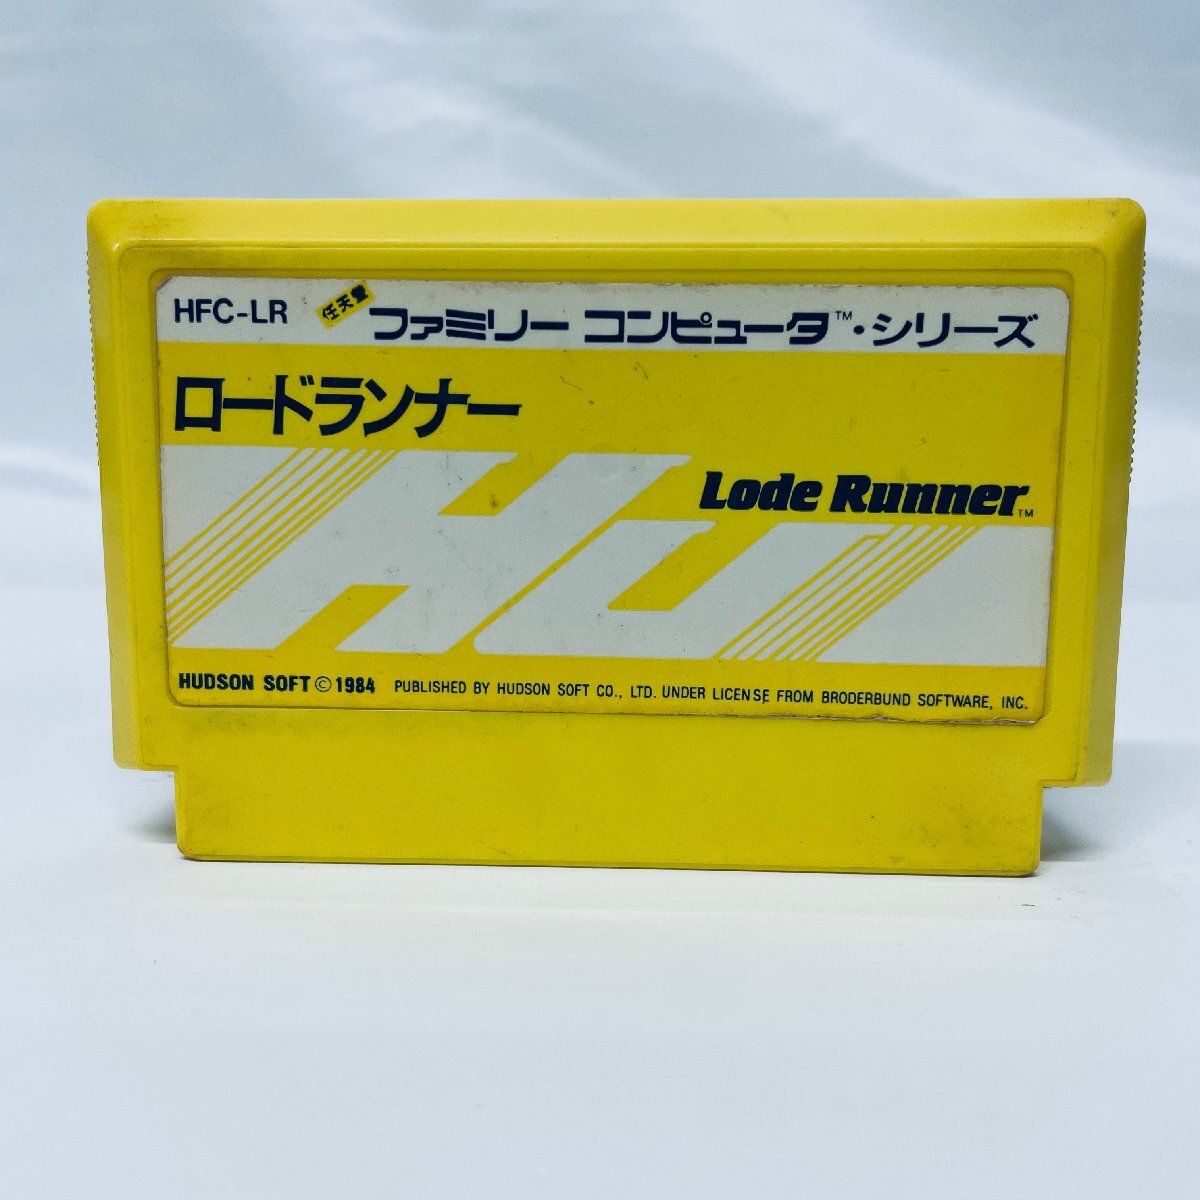 HFC-LR 任天堂 ファミリー コンピュータ™・シリーズ
ロードランナー
Lode Runner™
HU
HUDSON SOFT © 1984 PUBLISHED BY HUDSON SOFT CO., LTD. UNDER LICENSE FROM BRODERBUND SOFTWARE, INC.